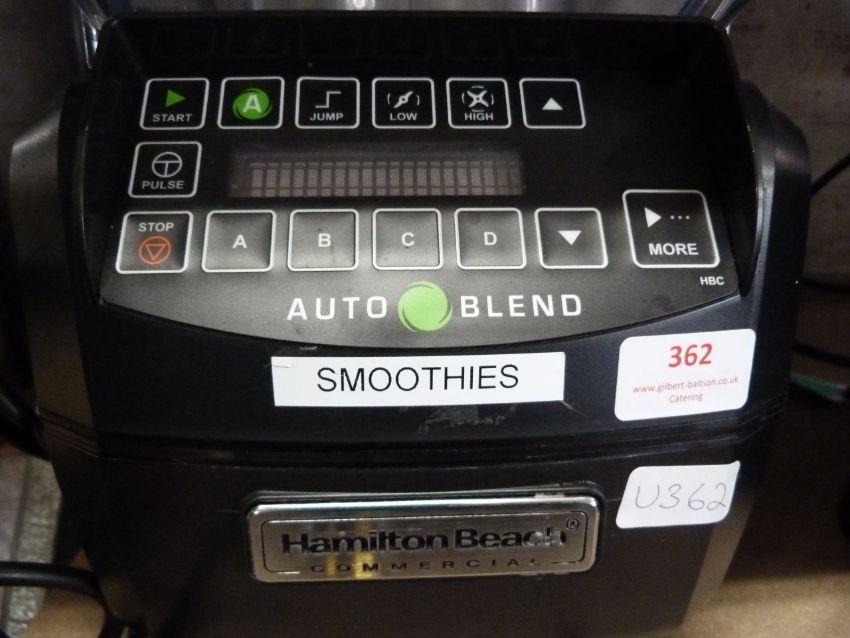 START
A
JUMP
LOW
HIGH
PULSE
STOP
A
B
C
D
MORE
HBC
AUTO BLEND
SMOOTHIES
362
www.gilbert-baitson.co.uk
Catering
U362
Hamilton Beach®
COMMERCIAL